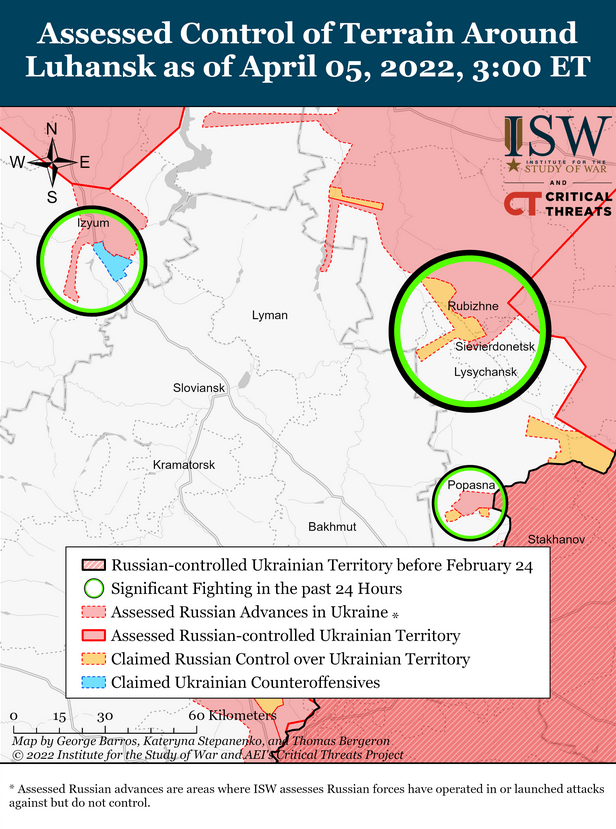 Assessed Control of Terrain Around
Luhansk as of April 05, 2022, 3:00 ET
N
W E
S
ISW
INSTITUTE FOR THE
STUDY OF WAR
AND
CT CRITICAL
THREATS
Izyum
Rubizhne
Lyman
Sievierdonetsk
Lysychansk
Sloviansk
Kramatorsk
Popasna
Bakhmut
Stakhanov
Russian-controlled Ukrainian Territory before February 24
Significant Fighting in the past 24 Hours
Assessed Russian Advances in Ukraine *
Assessed Russian-controlled Ukrainian Territory
Claimed Russian Control over Ukrainian Territory
Claimed Ukrainian Counteroffensives
0 15 30 60 Kilometers
Map by George Barros, Kateryna Stepanenko, and Thomas Bergeron
© 2022 Institute for the Study of War and AEI's Critical Threats Project
* Assessed Russian advances are areas where ISW assesses Russian forces have operated in or launched attacks
against but do not control.